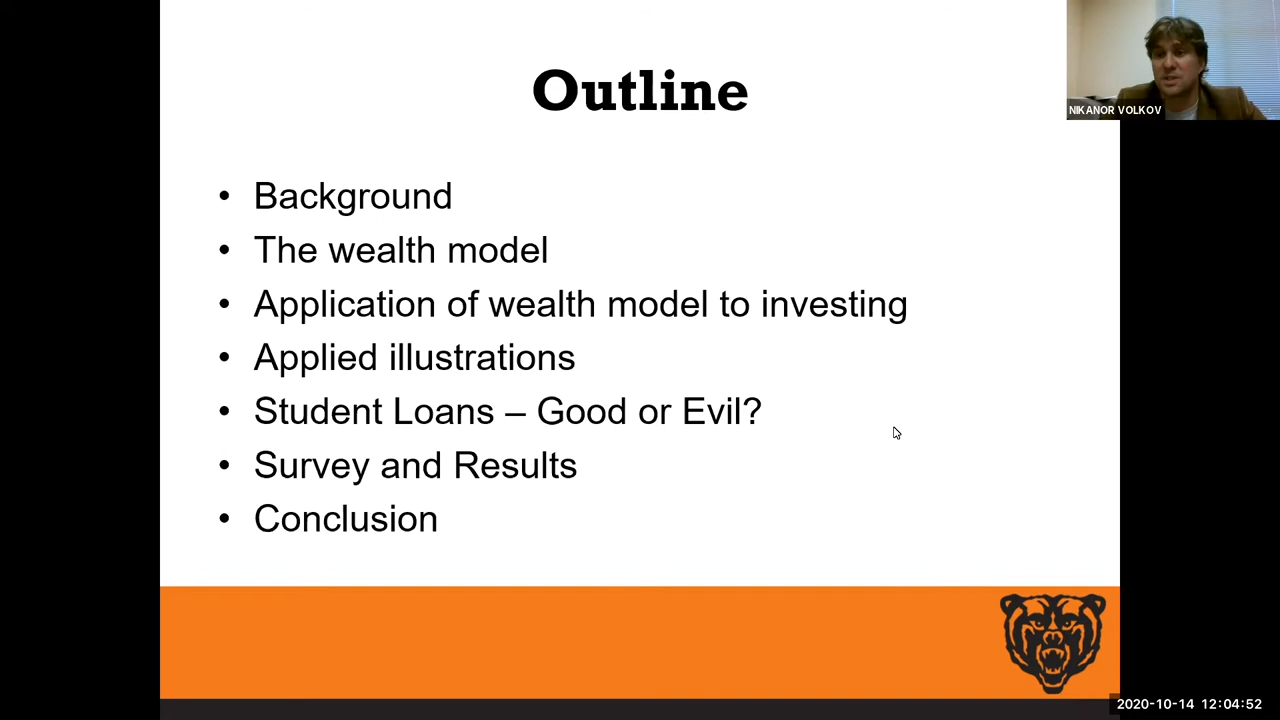 Outline
NIKANOR VOLKOV
• Background
• The wealth model
• Application of wealth model to investing
• Applied illustrations
• Student Loans – Good or Evil?
• Survey and Results
• Conclusion
2020-10-14 12:04:52